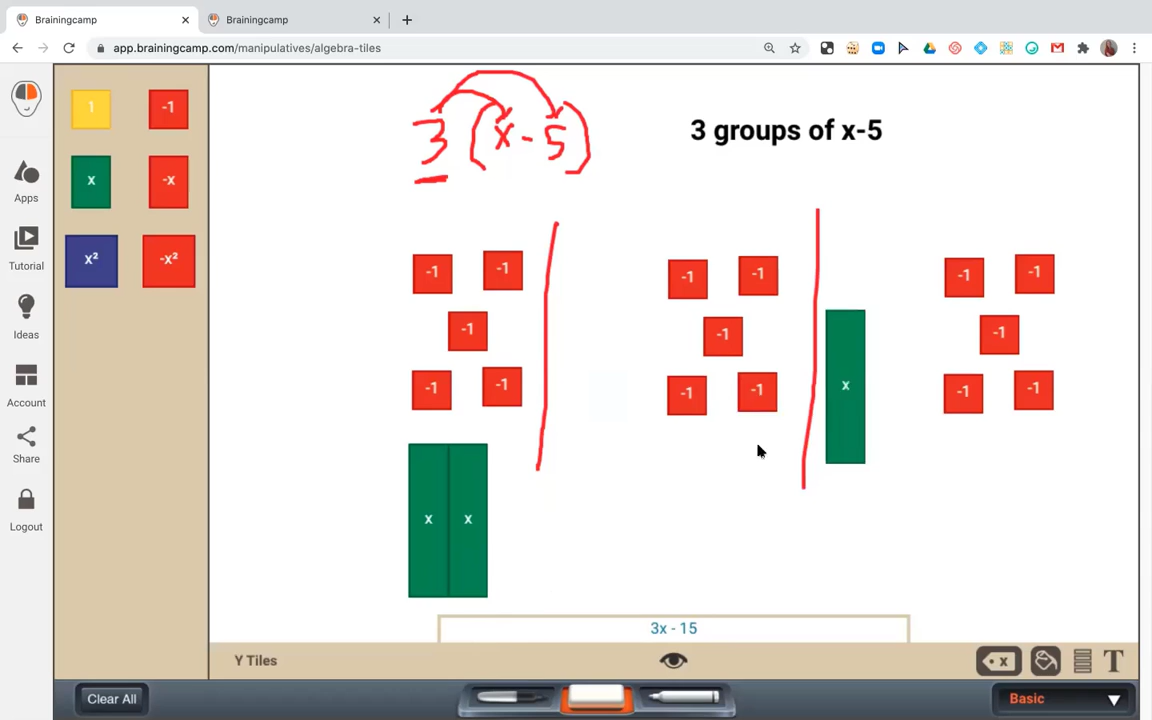 Brainingcamp
Brainingcamp
app.brainingcamp.com/manipulatives/algebra-tiles
1
-1
x
-x
x²
-x²
Apps
Tutorial
Ideas
Account
Share
Logout
3 (x - 5)
3 groups of x-5
-1 -1
-1
-1 -1
-1 -1
-1
-1 -1
x
-1 -1
-1
-1 -1
x x
3x - 15
Y Tiles
x
T
Clear All
Basic